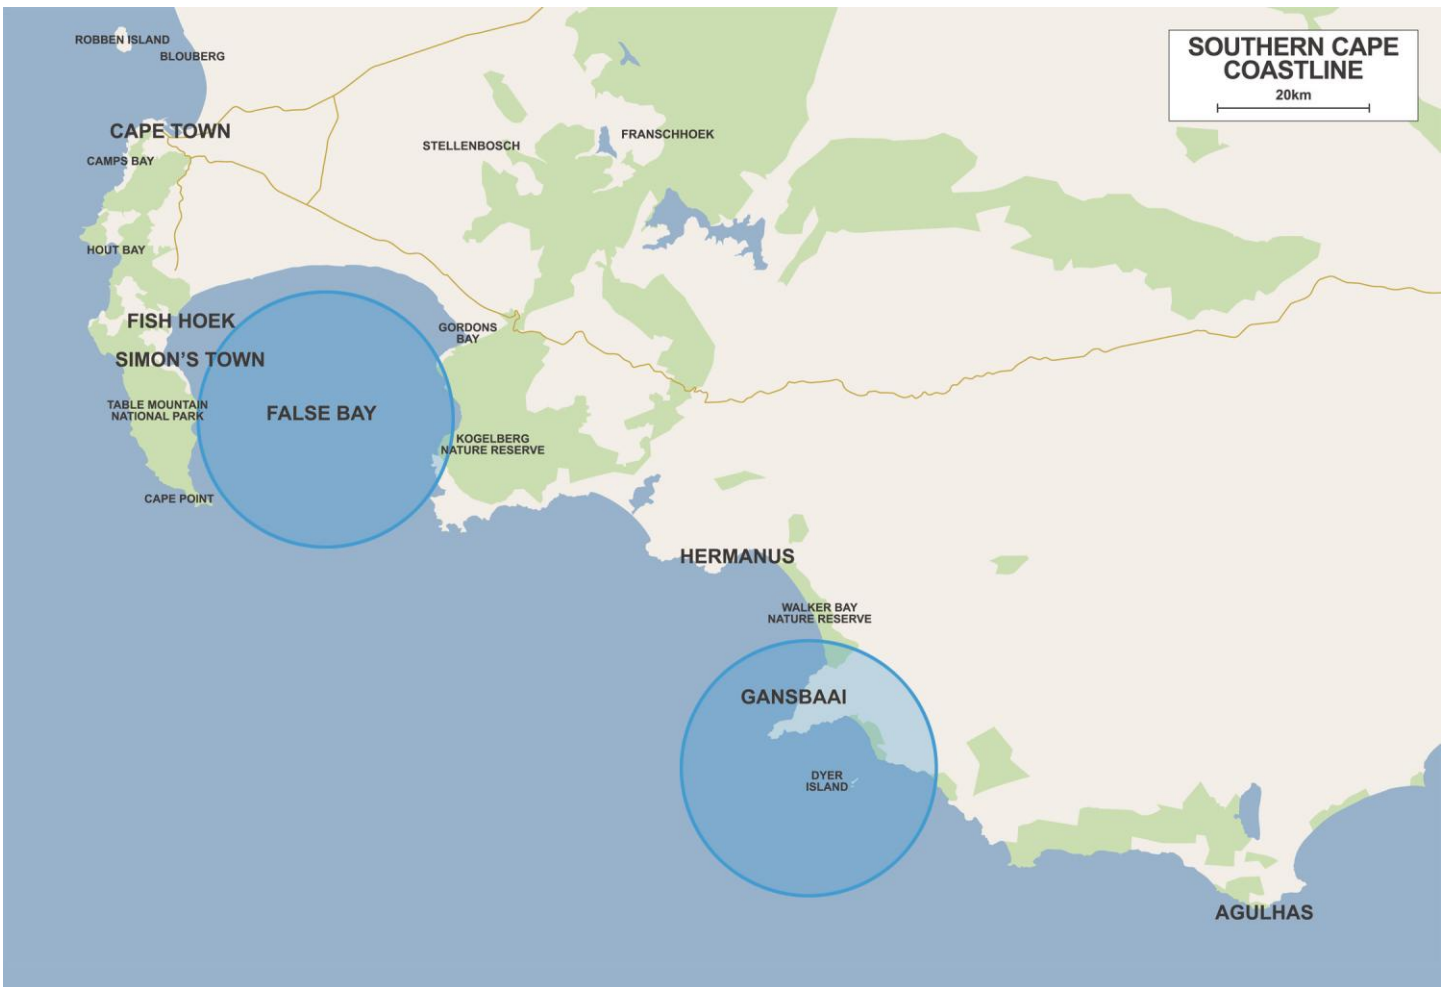 ROBBEN ISLAND
BLOUBERG
SOUTHERN CAPE
COASTLINE
20km
CAPE TOWN
CAMPS BAY
STELLENBOSCH
FRANSCHHOEK
HOUT BAY
FISH HOEK
GORDONS
BAY
SIMON'S TOWN
TABLE MOUNTAIN
NATIONAL PARK
FALSE BAY
KOGELBERG
NATURE RESERVE
CAPE POINT
HERMANUS
WALKER BAY
NATURE RESERVE
GANSBAAI
DYER
ISLAND
AGULHAS